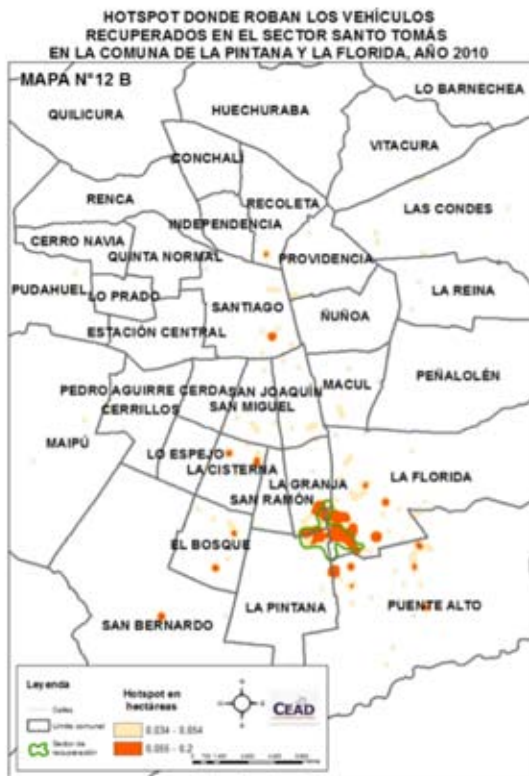 HOTSPOT DONDE ROBAN LOS VEHÍCULOS
RECUPERADOS EN EL SECTOR SANTO TOMÁS
EN LA COMUNA DE LA PINTANA Y LA FLORIDA, AÑO 2010
MAPA N°12 B
LO BARNECHEA
QUILICURA
HUECHURABA
VITACURA
CONCHALÍ
RENCA
RECOLETA
LAS CONDES
INDEPENDENCIA
CERRO NAVIA
QUINTA NORMAL
PROVIDENCIA
PUDAHUEL
LO PRADO
SANTIAGO
LA REINA
ÑUÑOA
ESTACIÓN CENTRAL
PEÑALOLÉN
PEDRO AGUIRRE CERDA
SAN JOAQUÍN
MACUL
CERRILLOS
SAN MIGUEL
MAIPÚ
LO ESPEJO
LA CISTERNA
LA GRANJA
LA FLORIDA
SAN RAMÓN
EL BOSQUE
LA PINTANA
PUENTE ALTO
SAN BERNARDO
Leyenda
Calles
Límite comunal
Sector de
recuperación
Hotspot en
hectáreas
0.034 - 0.054
0.055 - 0.2
CEAD